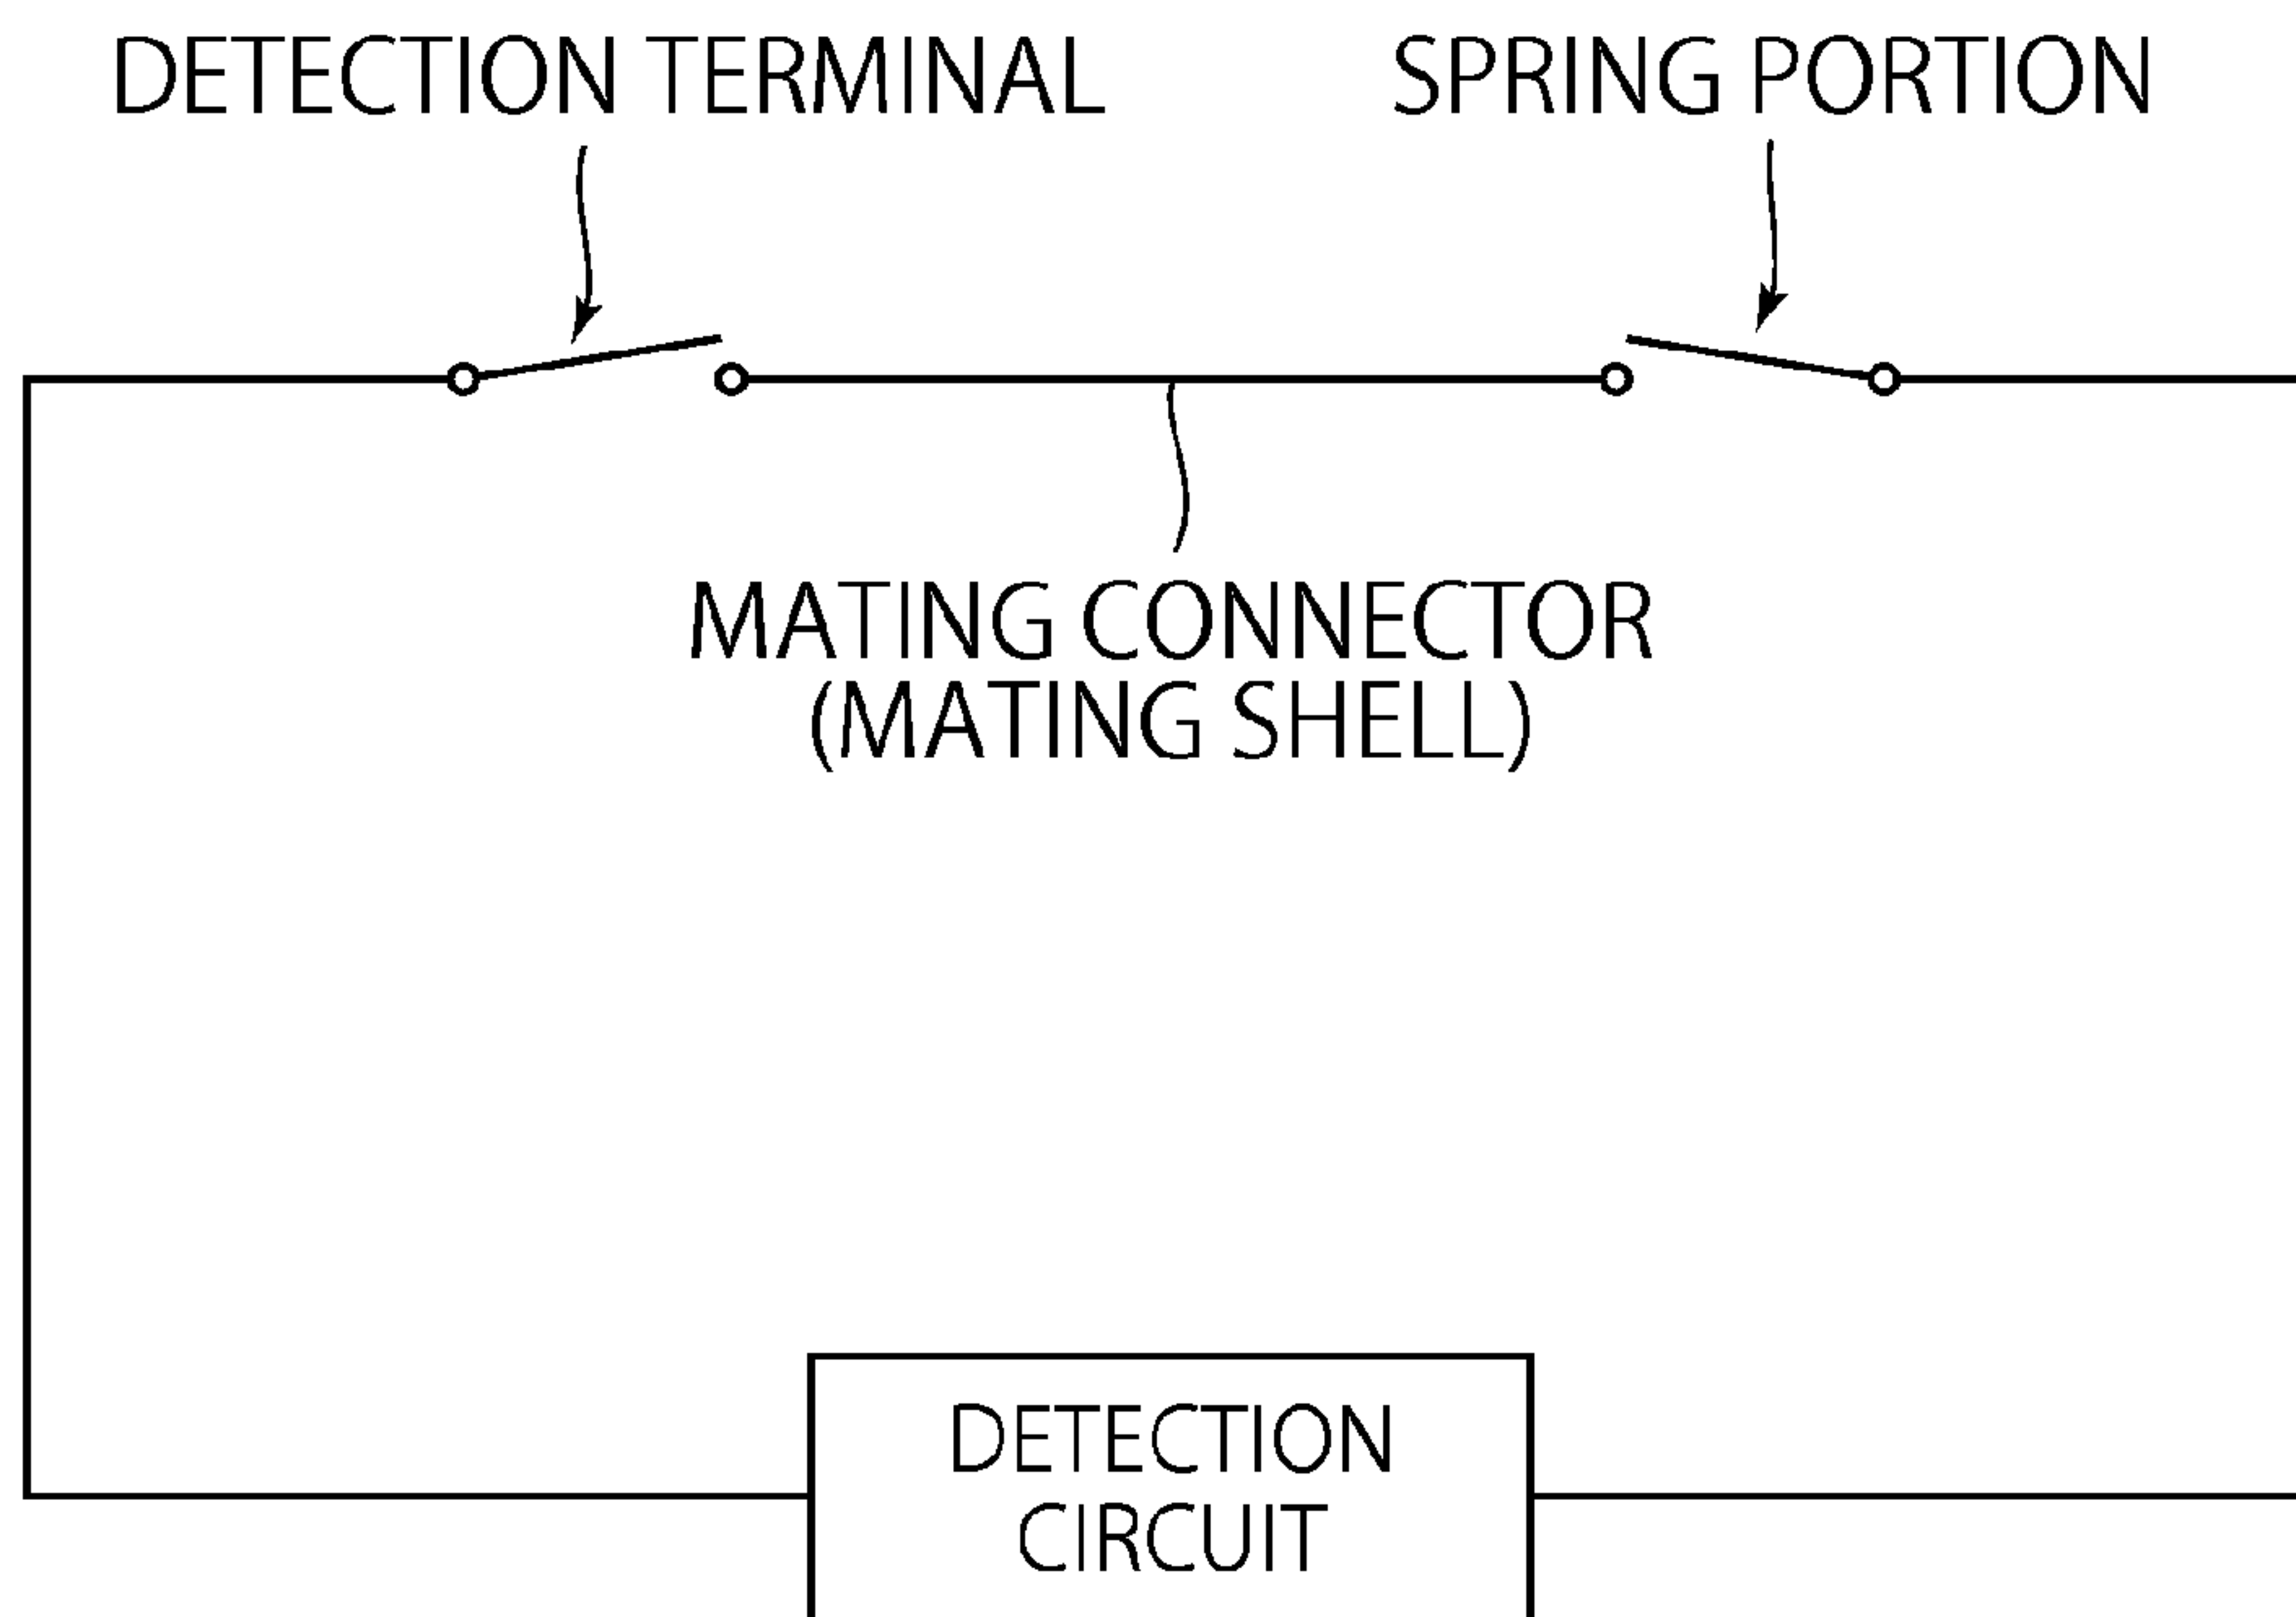 DETECTION TERMINAL
SPRING PORTION
MATING CONNECTOR
(MATING SHELL)
DETECTION
CIRCUIT